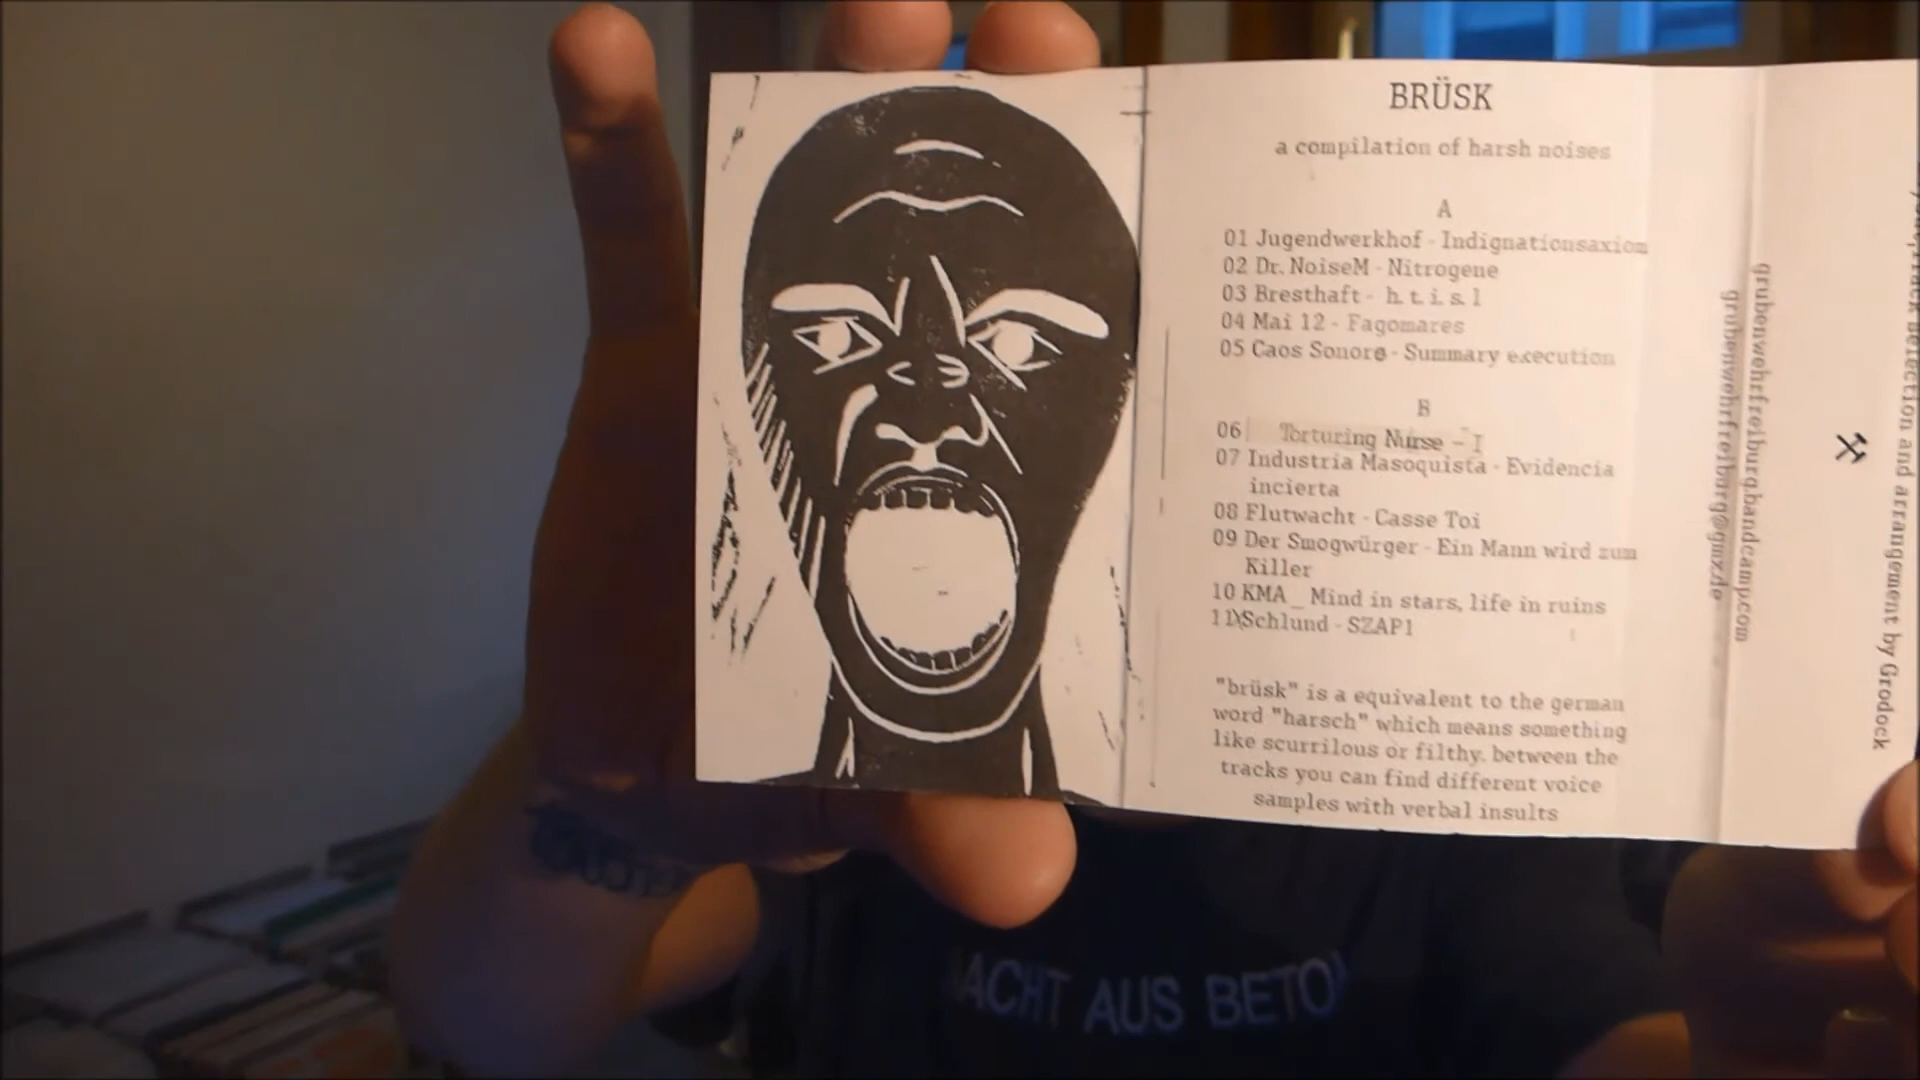 BRÜSK
a compilation of harsh noises
A
01 Jugendwerkhof - Indignationsaxiom
02 Dr. NoiseM - Nitrogene
03 Bresthaft - h. t. i. s. l
04 Mai 12 - Fagomares
05 Caos Sonoro - Summary execution
B
06 Torturing Nurse - I
07 Industria Masoquista - Evidencia
incierta
08 Flutwacht - Casse Toi
09 Der Smogwürger - Ein Mann wird zum
Killer
10 KMA _ Mind in stars, life in ruins
11 Schlund - SZAP1
"brüsk" is a equivalent to the german
word "harsch" which means something
like scurrilous or filthy. between the
tracks you can find different voice
samples with verbal insults
grubenwehrfreiburg.bandcamp.com
grubenwehrfreiburg@gmx.de
selection and arrangement by Grodock
AUS